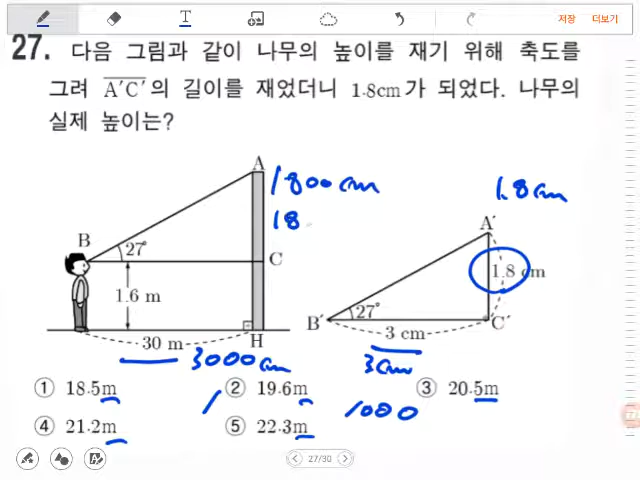 저장 더보기
27. 다음 그림과 같이 나무의 높이를 재기 위해 축도를
그려 A′C′의 길이를 재었더니 1.8cm가 되었다. 나무의
실제 높이는?
A
1800cm
1.8cm
18
A′
B
27°
C
1.8 cm
1.6 m
B′
27°
C′
3 cm
30 m
H
3000cm
3cm
① 18.5m
② 19.6m
③ 20.5m
1
1000
④ 21.2m
⑤ 22.3m
27/30